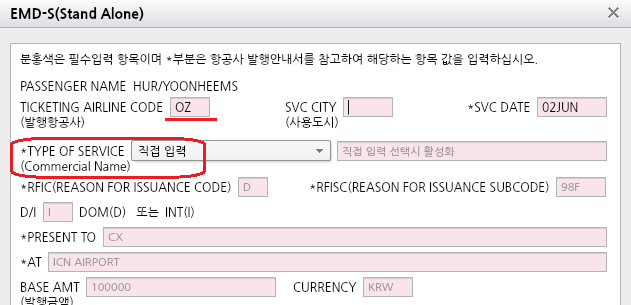 EMD-S(Stand Alone)
분홍색은 필수입력 항목이며 *부분은 항공사 발행안내서를 참고하여 해당하는 항목 값을 입력하십시오.
PASSENGER NAME HUR/YOONHEEMS
TICKETING AIRLINE CODE OZ SVC CITY *SVC DATE 02JUN
(발행항공사) (사용도시)
*TYPE OF SERVICE 직접 입력 직접 입력 선택시 활성화
(Commercial Name)
*RFIC(REASON FOR ISSUANCE CODE) D *RFISC(REASON FOR ISSUANCE SUBCODE) 98F
D/I I DOM(D) 또는 INT(I)
*PRESENT TO CX
*AT ICN AIRPORT
BASE AMT 100000 CURRENCY KRW
(발행금액)